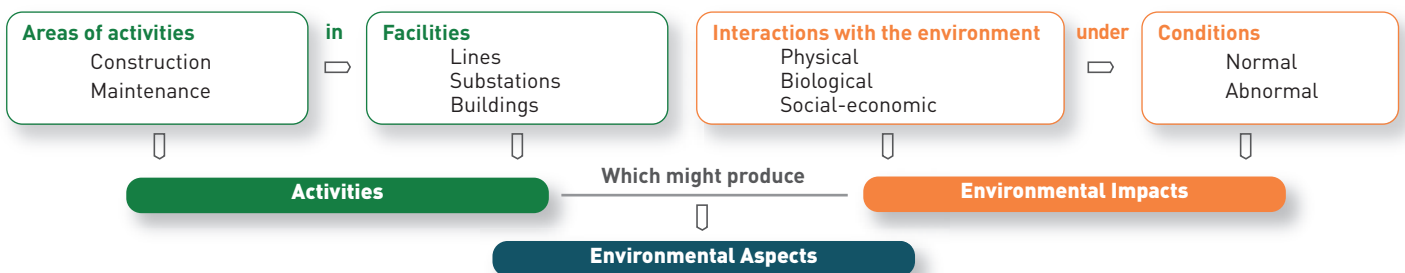 Areas of activities
Construction
Maintenance
in
Facilities
Lines
Substations
Buildings
Interactions with the environment
Physical
Biological
Social-economic
under
Conditions
Normal
Abnormal
Activities
Which might produce
Environmental Impacts
Environmental Aspects